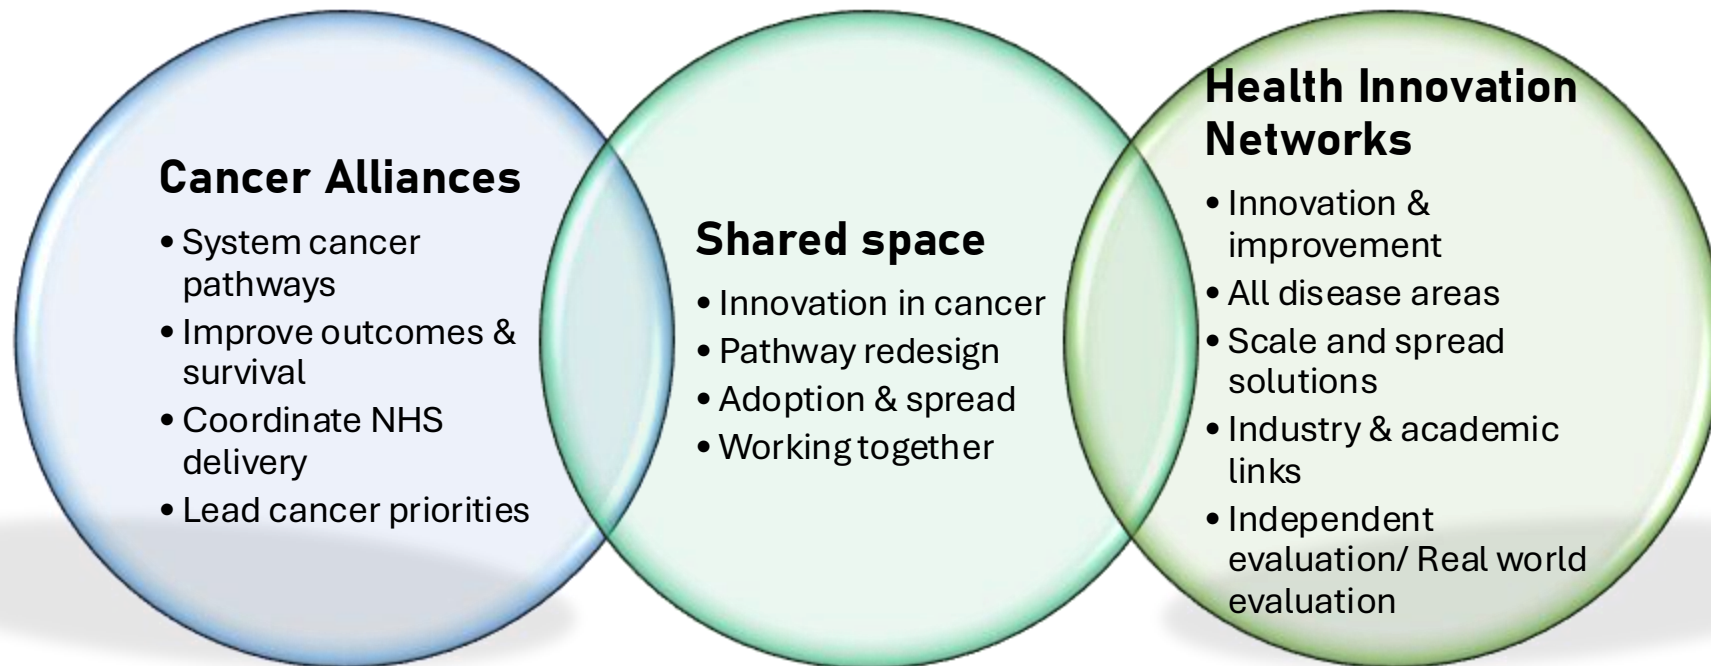 Cancer Alliances
• System cancer
pathways
• Improve outcomes &
survival
• Coordinate NHS
delivery
• Lead cancer priorities
Shared space
• Innovation in cancer
• Pathway redesign
• Adoption & spread
• Working together
Health Innovation
Networks
• Innovation &
improvement
• All disease areas
• Scale and spread
solutions
• Industry & academic
links
• Independent
evaluation/ Real world
evaluation